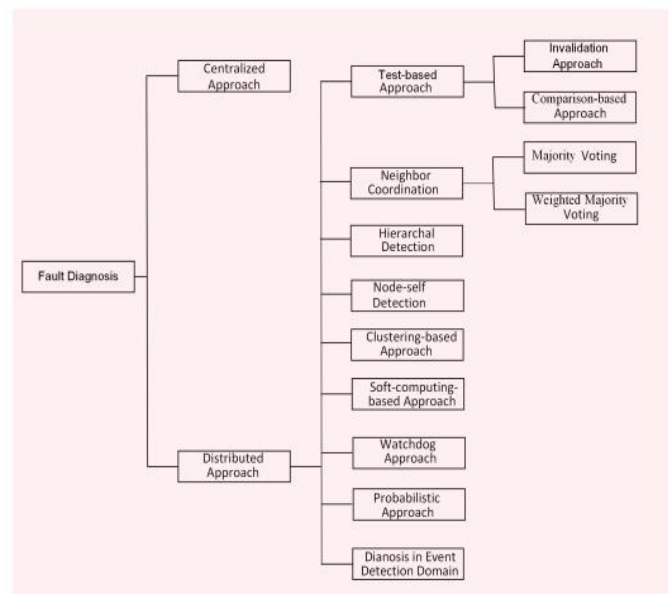 Fault Diagnosis
Centralized
Approach
Distributed
Approach
Test-based
Approach
Invalidation
Approach
Comparison-based
Approach
Neighbor
Coordination
Majority Voting
Weighted Majority
Voting
Hierarchal
Detection
Node-self
Detection
Clustering-based
Approach
Soft-computing-
based Approach
Watchdog
Approach
Probabilistic
Approach
Dianosis in Event
Detection Domain